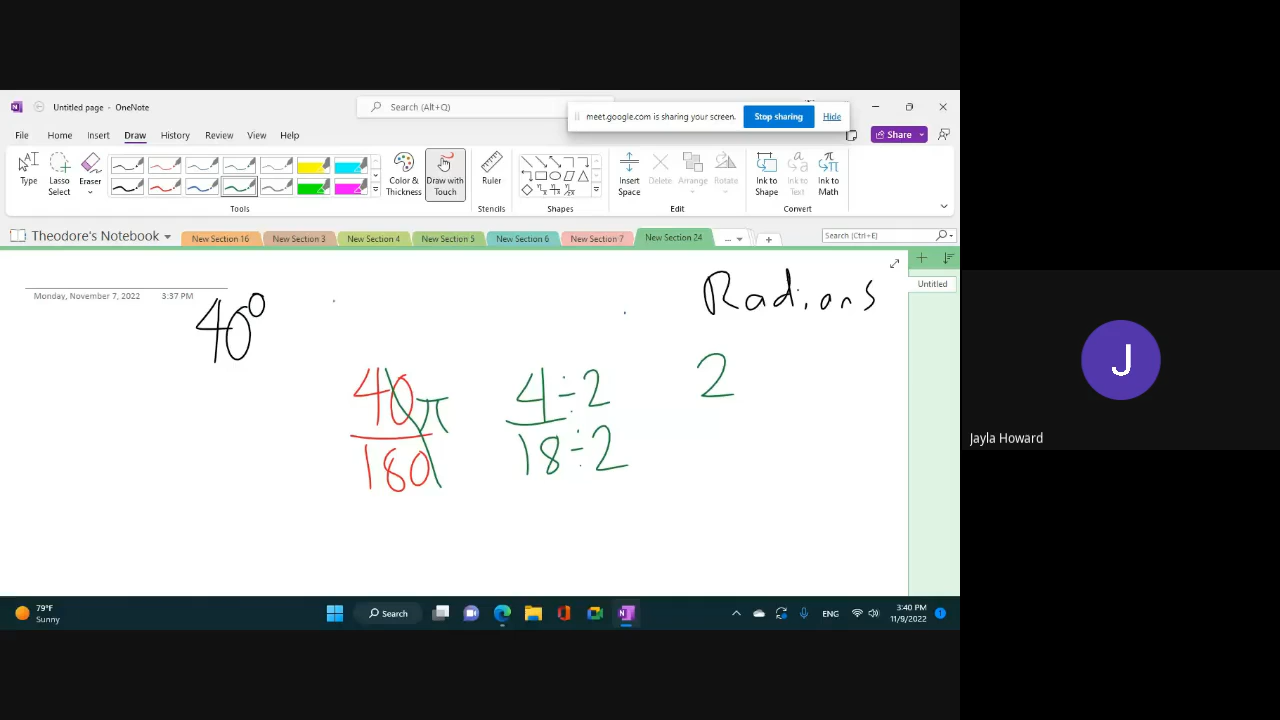 Untitled page - OneNote
Search (Alt+Q)
meet.google.com is sharing your screen.
Stop sharing
Hide
File Home Insert Draw History Review View Help
Share
Type
Lasso Select
Eraser
Color & Thickness
Draw with Touch
Ruler
Insert Space
Delete
Arrange
Rotate
Ink to Shape
Ink to Text
Ink to Math
Tools
Stencils
Shapes
Edit
Convert
Theodore's Notebook
New Section 16
New Section 3
New Section 4
New Section 5
New Section 6
New Section 7
New Section 24
...
Search (Ctrl+E)
Untitled
Monday, November 7, 2022 3:37 PM
40°
Radians
40π
180
4÷2
18÷2
2
J
Jayla Howard
79°F
Sunny
Search
ENG
3:40 PM
11/9/2022
1